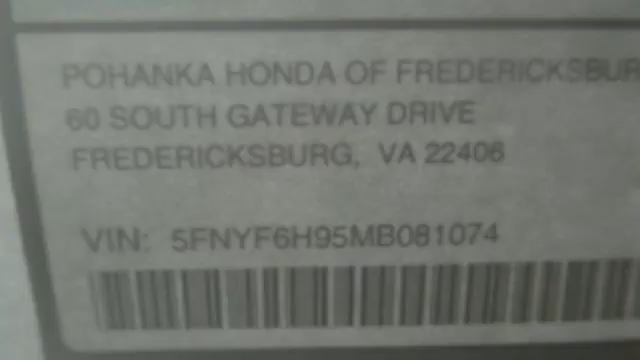 POHANKA HONDA OF FREDERICKSBUR
60 SOUTH GATEWAY DRIVE
FREDERICKSBURG, VA 22406
VIN: 5FNYF6H95MB081074